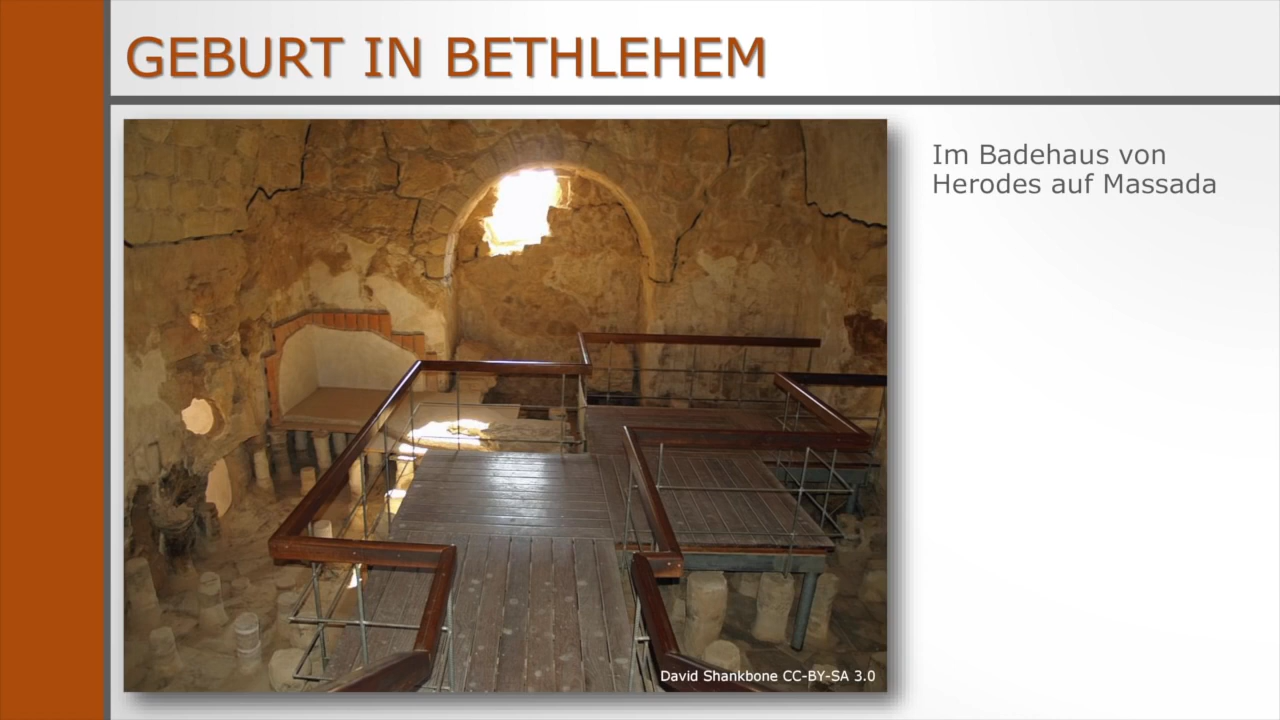 GEBURT IN BETHLEHEM
Im Badehaus von
Herodes auf Massada
David Shankbone CC-BY-SA 3.0